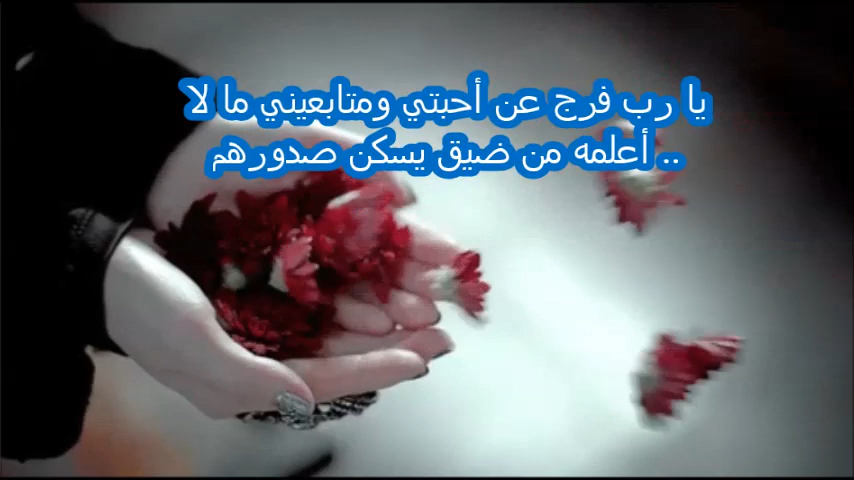 يا رب فرج عن أحبتي ومتابعيني ما لا
أعلمه من ضيق يسكن صدورهم ..